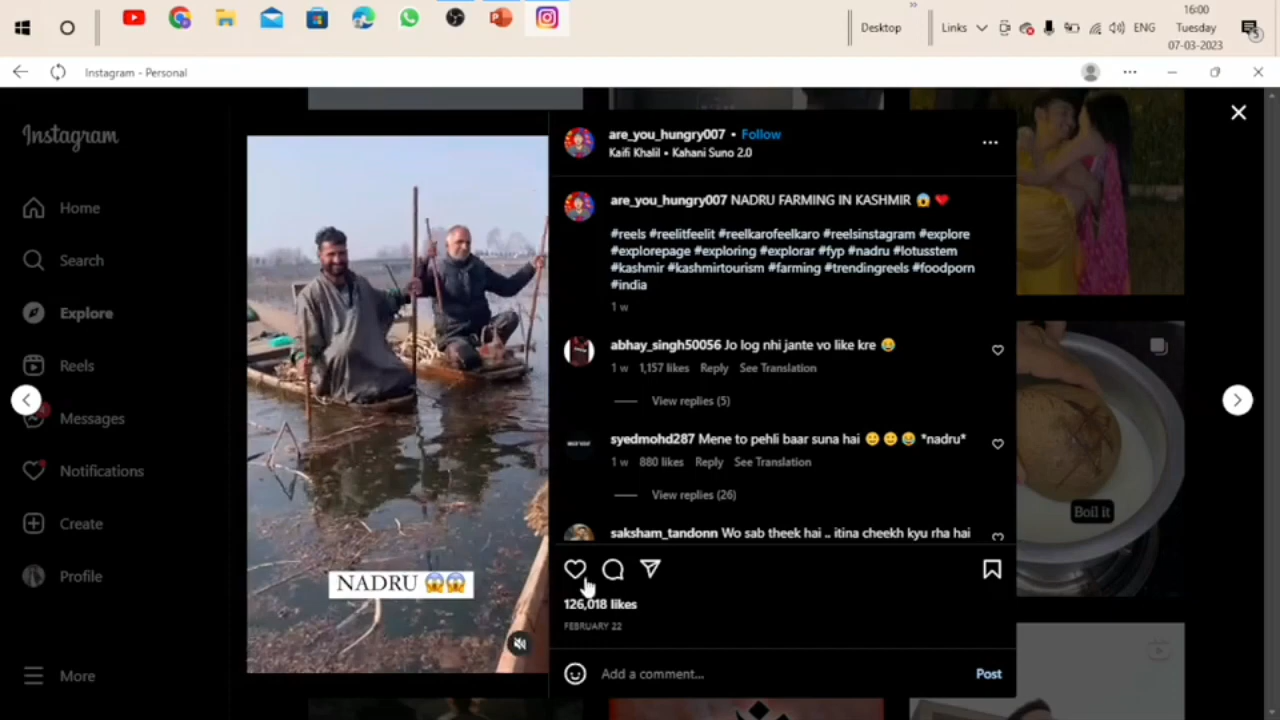 16:00
Desktop
Links
ENG
Tuesday
07-03-2023
5
Instagram - Personal
Instagram
Home
Search
Explore
Reels
Messages
Notifications
Create
Profile
More
NADRU 😱😱
are_you_hungry007 • Follow
Kaifi Khalil • Kahani Suno 2.0
are_you_hungry007 NADRU FARMING IN KASHMIR 😱 ❤️
#reels #reelitfeelit #reelkarofeelkaro #reelsinstagram #explore
#explorepage #exploring #explorar #fyp #nadru #lotusstem
#kashmir #kashmirtourism #farming #trendingreels #foodporn
#india
1 w
abhay_singh50056 Jo log nhi jante vo like kre 😂
1 w 1,157 likes Reply See Translation
View replies (5)
syedmohd287 Mene to pehli baar suna hai 🙂 🙂 😂 *nadru*
1 w 880 likes Reply See Translation
View replies (26)
saksham_tandonn Wo sab theek hai .. itina cheekh kyu rha hai
126,018 likes
FEBRUARY 22
Add a comment...
Post
Boil it